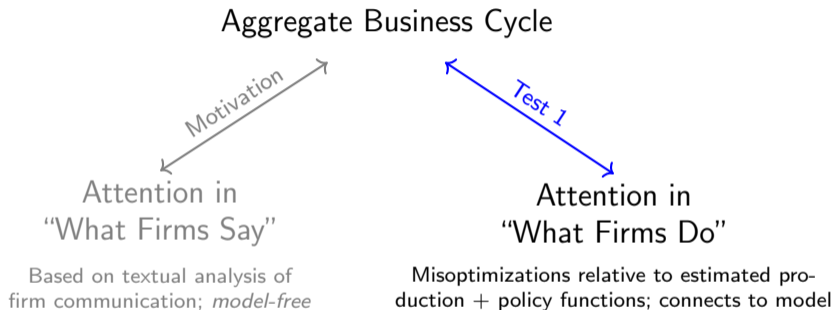 Aggregate Business Cycle
Motivation
Test 1
Attention in
“What Firms Say”
Based on textual analysis of
firm communication; model-free
Attention in
“What Firms Do”
Misoptimizations relative to estimated pro-
duction + policy functions; connects to model